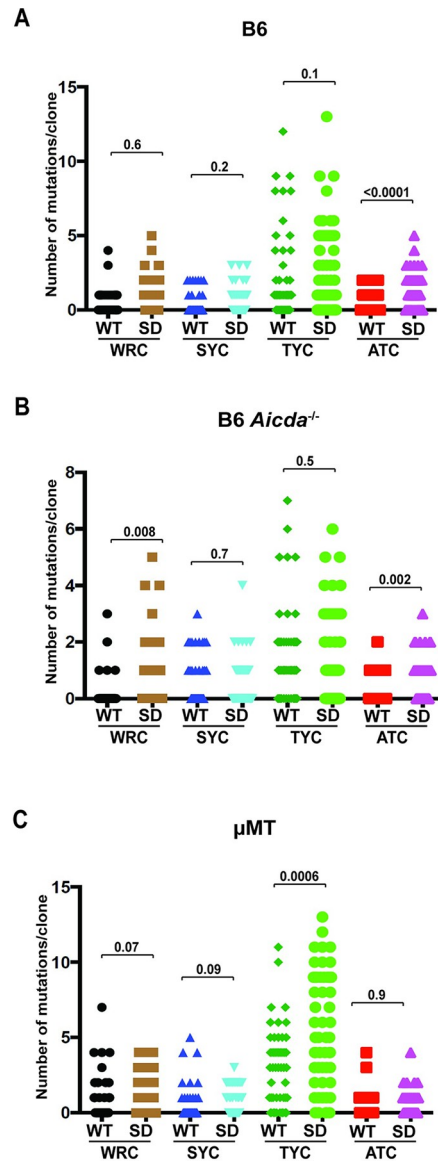 A
B6
15
10
5
0
Number of mutations/clone
0.6
0.2
0.1
<0.0001
WT SD WT SD WT SD WT SD
WRC SYC TYC ATC
B
B6 Aicda-/-
8
6
4
2
0
Number of mutations/clone
0.008
0.7
0.5
0.002
WT SD WT SD WT SD WT SD
WRC SYC TYC ATC
C
µMT
20
15
10
5
0
Number of mutations/clone
0.07
0.09
0.0006
0.9
WT SD WT SD WT SD WT SD
WRC SYC TYC ATC